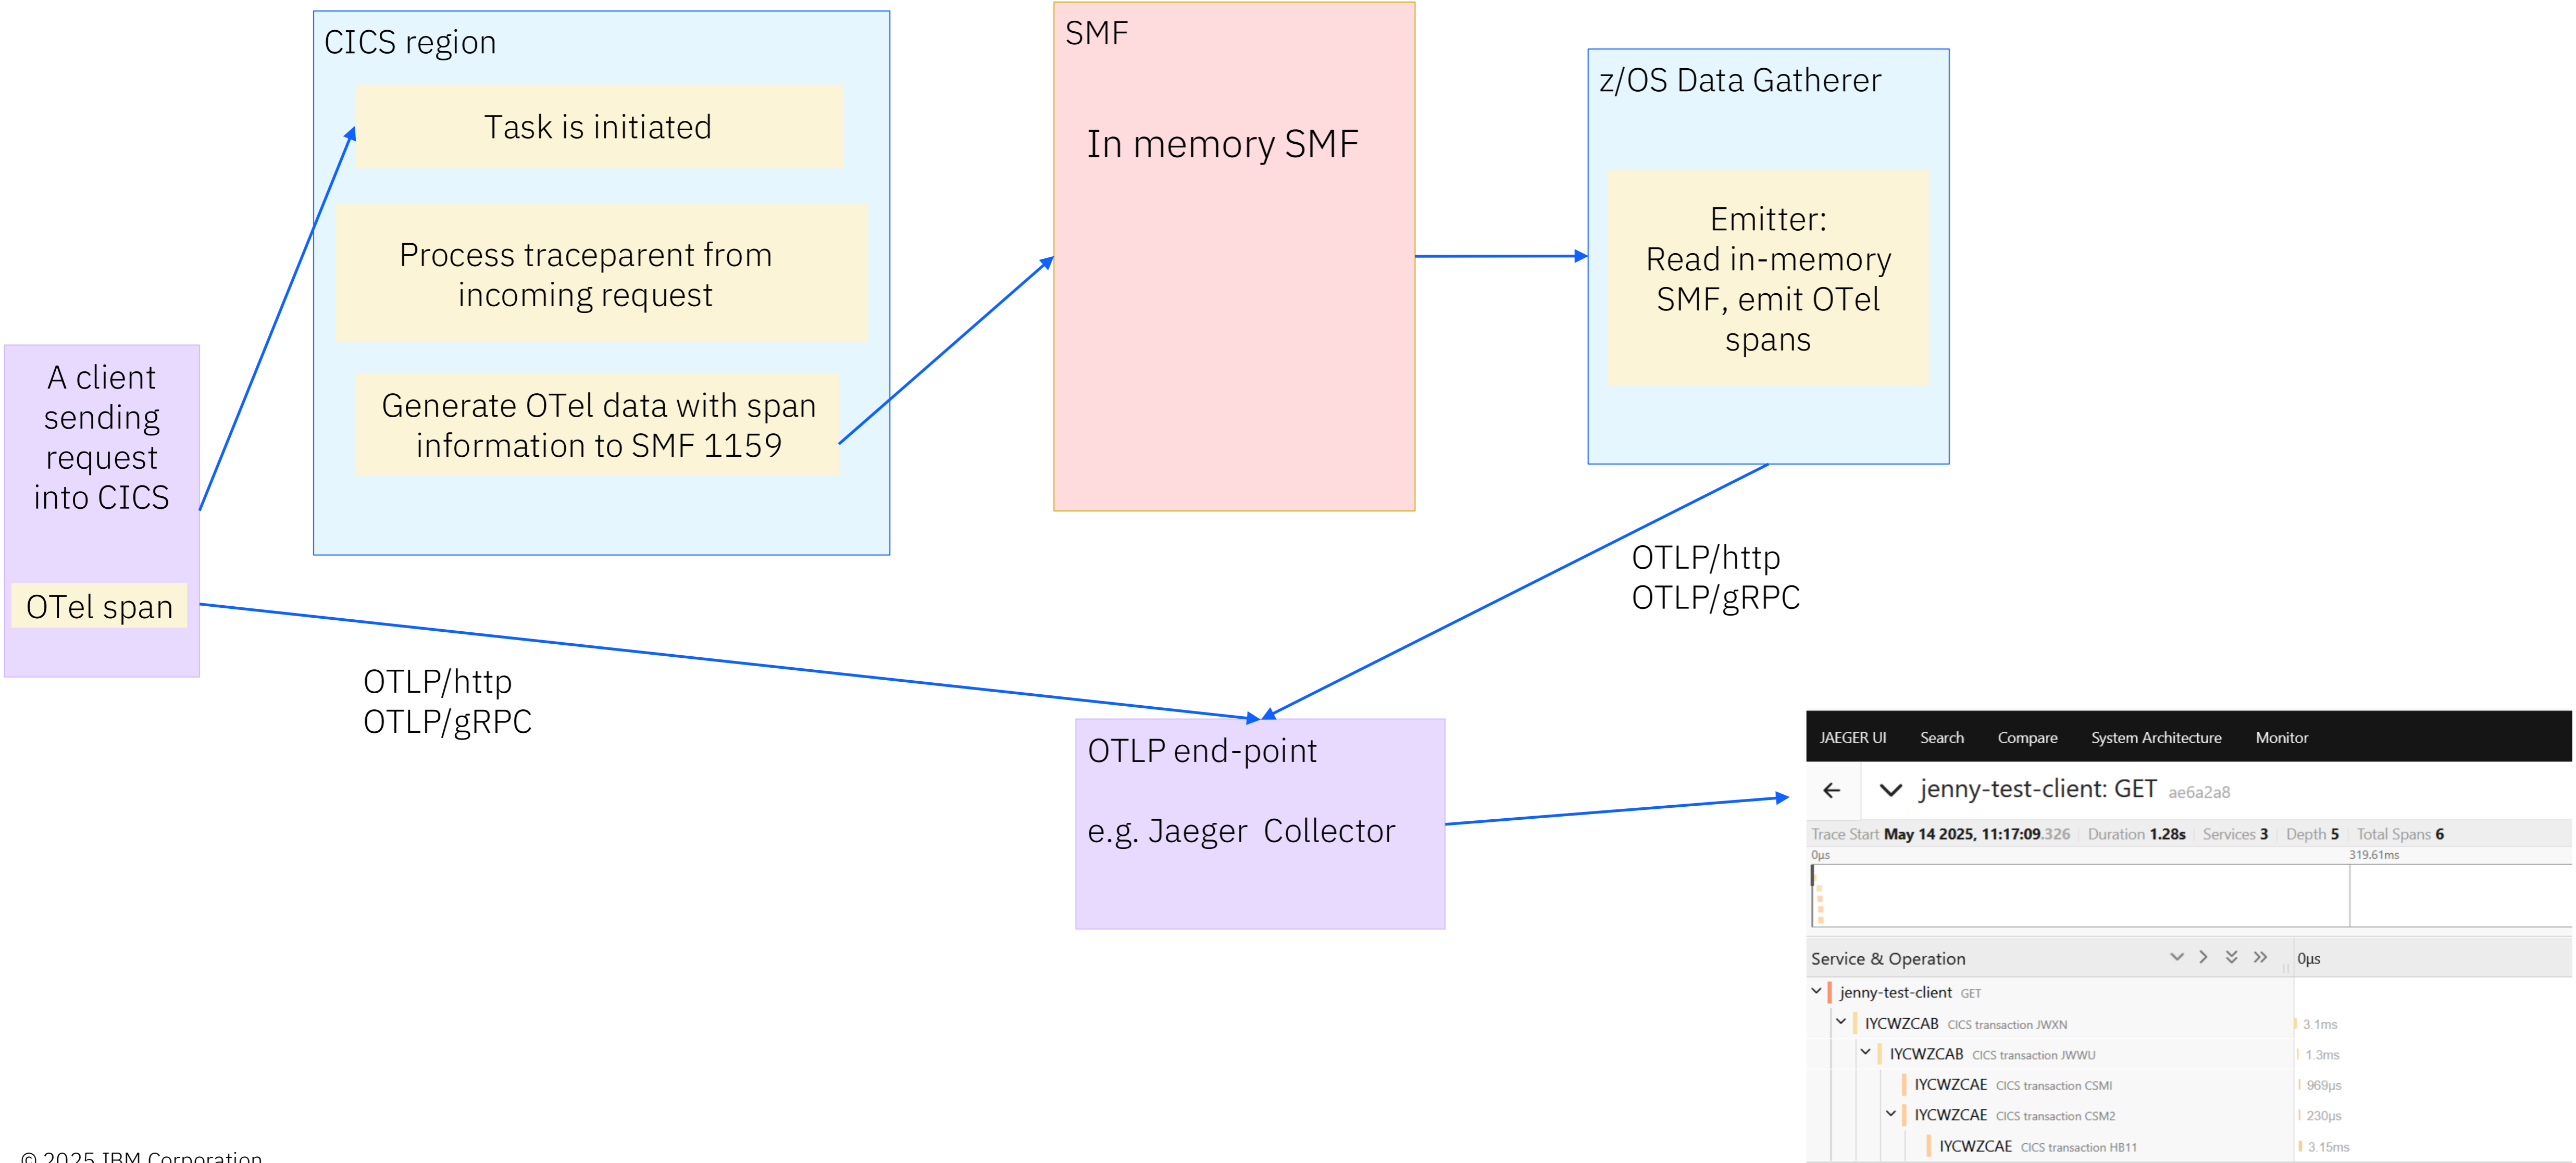 CICS region
Task is initiated
Process traceparent from
incoming request
Generate OTel data with span
information to SMF 1159
SMF
In memory SMF
z/OS Data Gatherer
Emitter:
Read in-memory
SMF, emit OTel
spans
A client
sending
request
into CICS
OTel span
OTLP/http
OTLP/gRPC
OTLP/http
OTLP/gRPC
OTLP end-point
e.g. Jaeger Collector
JAEGER UI Search Compare System Architecture Monitor
jenny-test-client: GET ae6a2a8
Trace Start May 14 2025, 11:17:09.326 Duration 1.28s Services 3 Depth 5 Total Spans 6
0μs 319.61ms
Service & Operation 0μs
jenny-test-client GET
IYCWZCAB CICS transaction JWXN 3.1ms
IYCWZCAB CICS transaction JWWU 1.3ms
IYCWZCAE CICS transaction CSMI 969μs
IYCWZCAE CICS transaction CSM2 230μs
IYCWZCAE CICS transaction HB11 3.15ms
© 2025 IBM Corporation